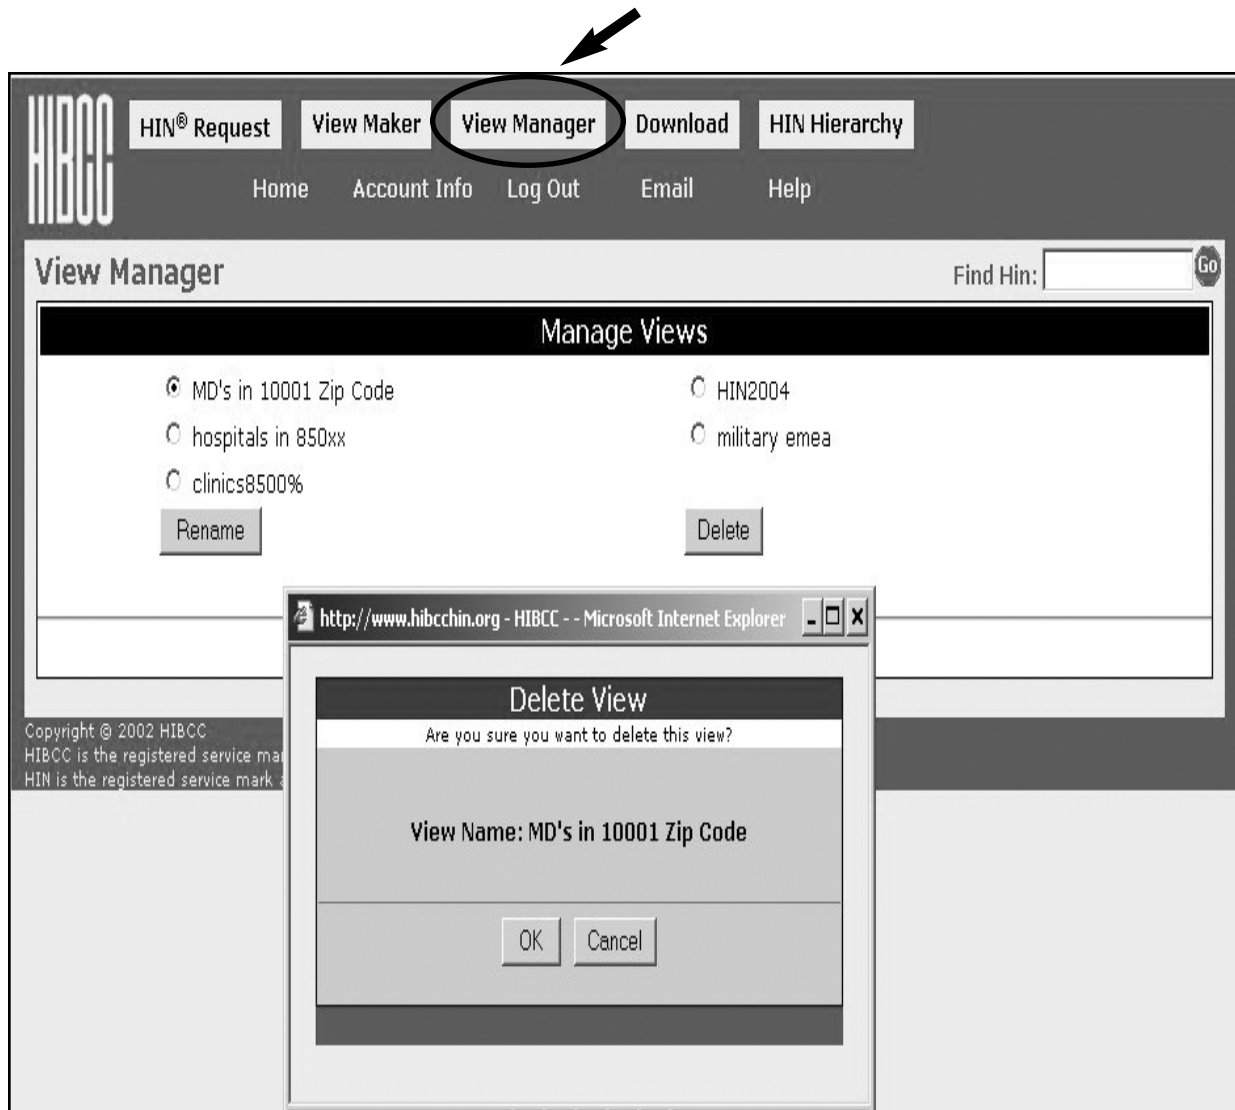 HIBCC
HIN® Request View Maker View Manager Download HIN Hierarchy
Home Account Info Log Out Email Help
View Manager
Find Hin: Go
Manage Views
MD's in 10001 Zip Code HIN2004
hospitals in 850xx military emea
clinics8500%
Rename Delete
http://www.hibcchin.org - HIBCC - - Microsoft Internet Explorer
Delete View
Are you sure you want to delete this view?
View Name: MD's in 10001 Zip Code
OK Cancel
Copyright © 2002 HIBCC
HIBCC is the registered service
HIN is the registered service mark